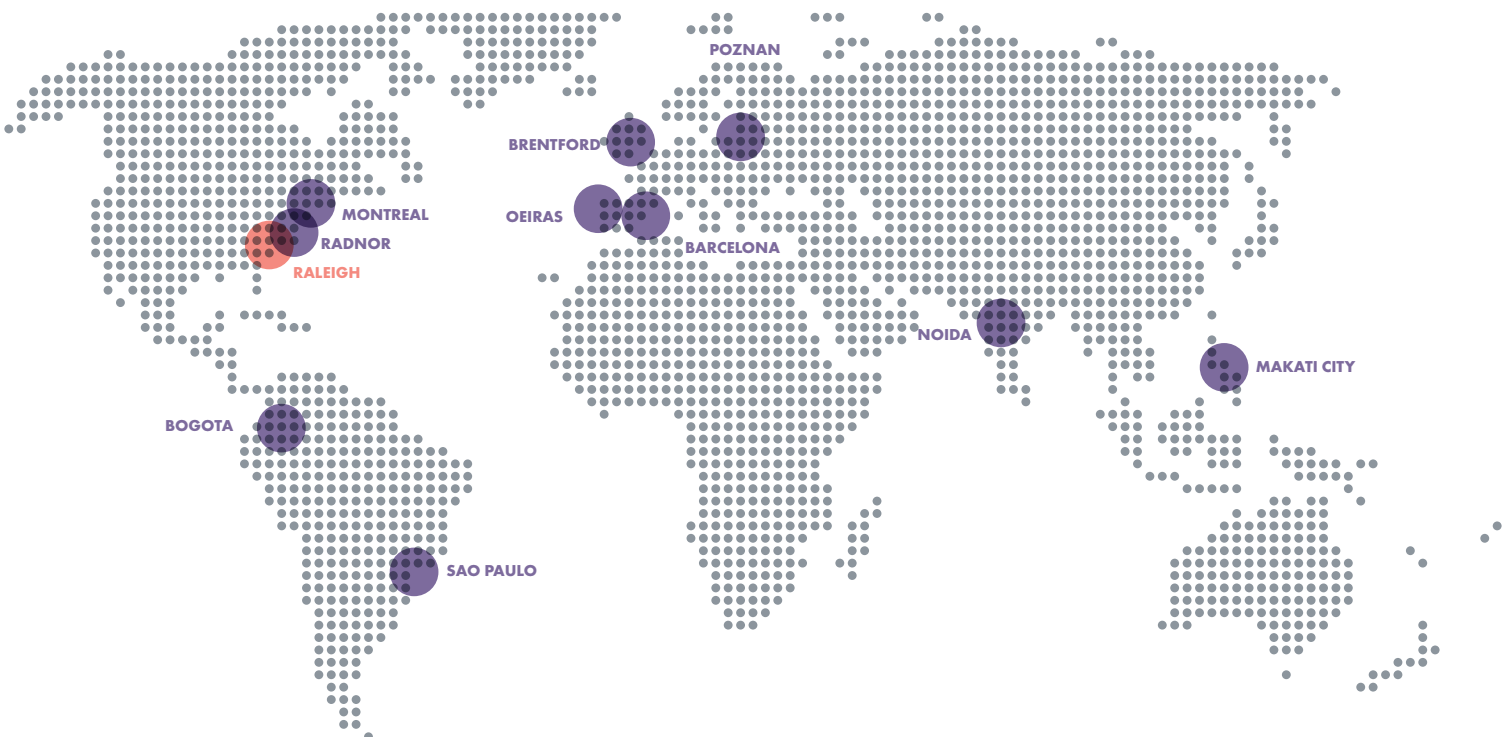 POZNAN
BRENTFORD
OEIRAS
MONTREAL
RADNOR
BARCELONA
RALEIGH
NOIDA
MAKATI CITY
BOGOTA
SAO PAULO